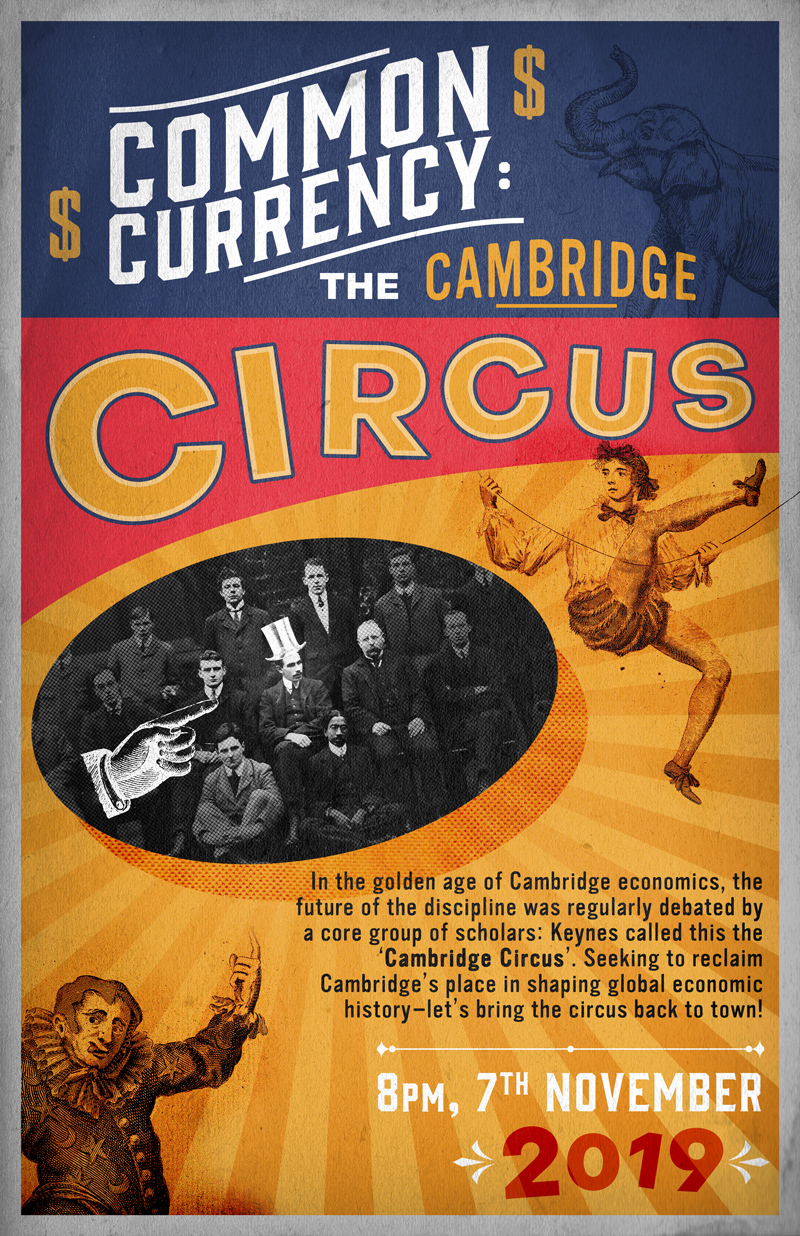 $
COMMON
$
CURRENCY:
THE CAMBRIDGE
CIRCUS
In the golden age of Cambridge economics, the
future of the discipline was regularly debated by
a core group of scholars: Keynes called this the
‘Cambridge Circus’. Seeking to reclaim
Cambridge’s place in shaping global economic
history–let’s bring the circus back to town!
8PM, 7TH NOVEMBER
2019